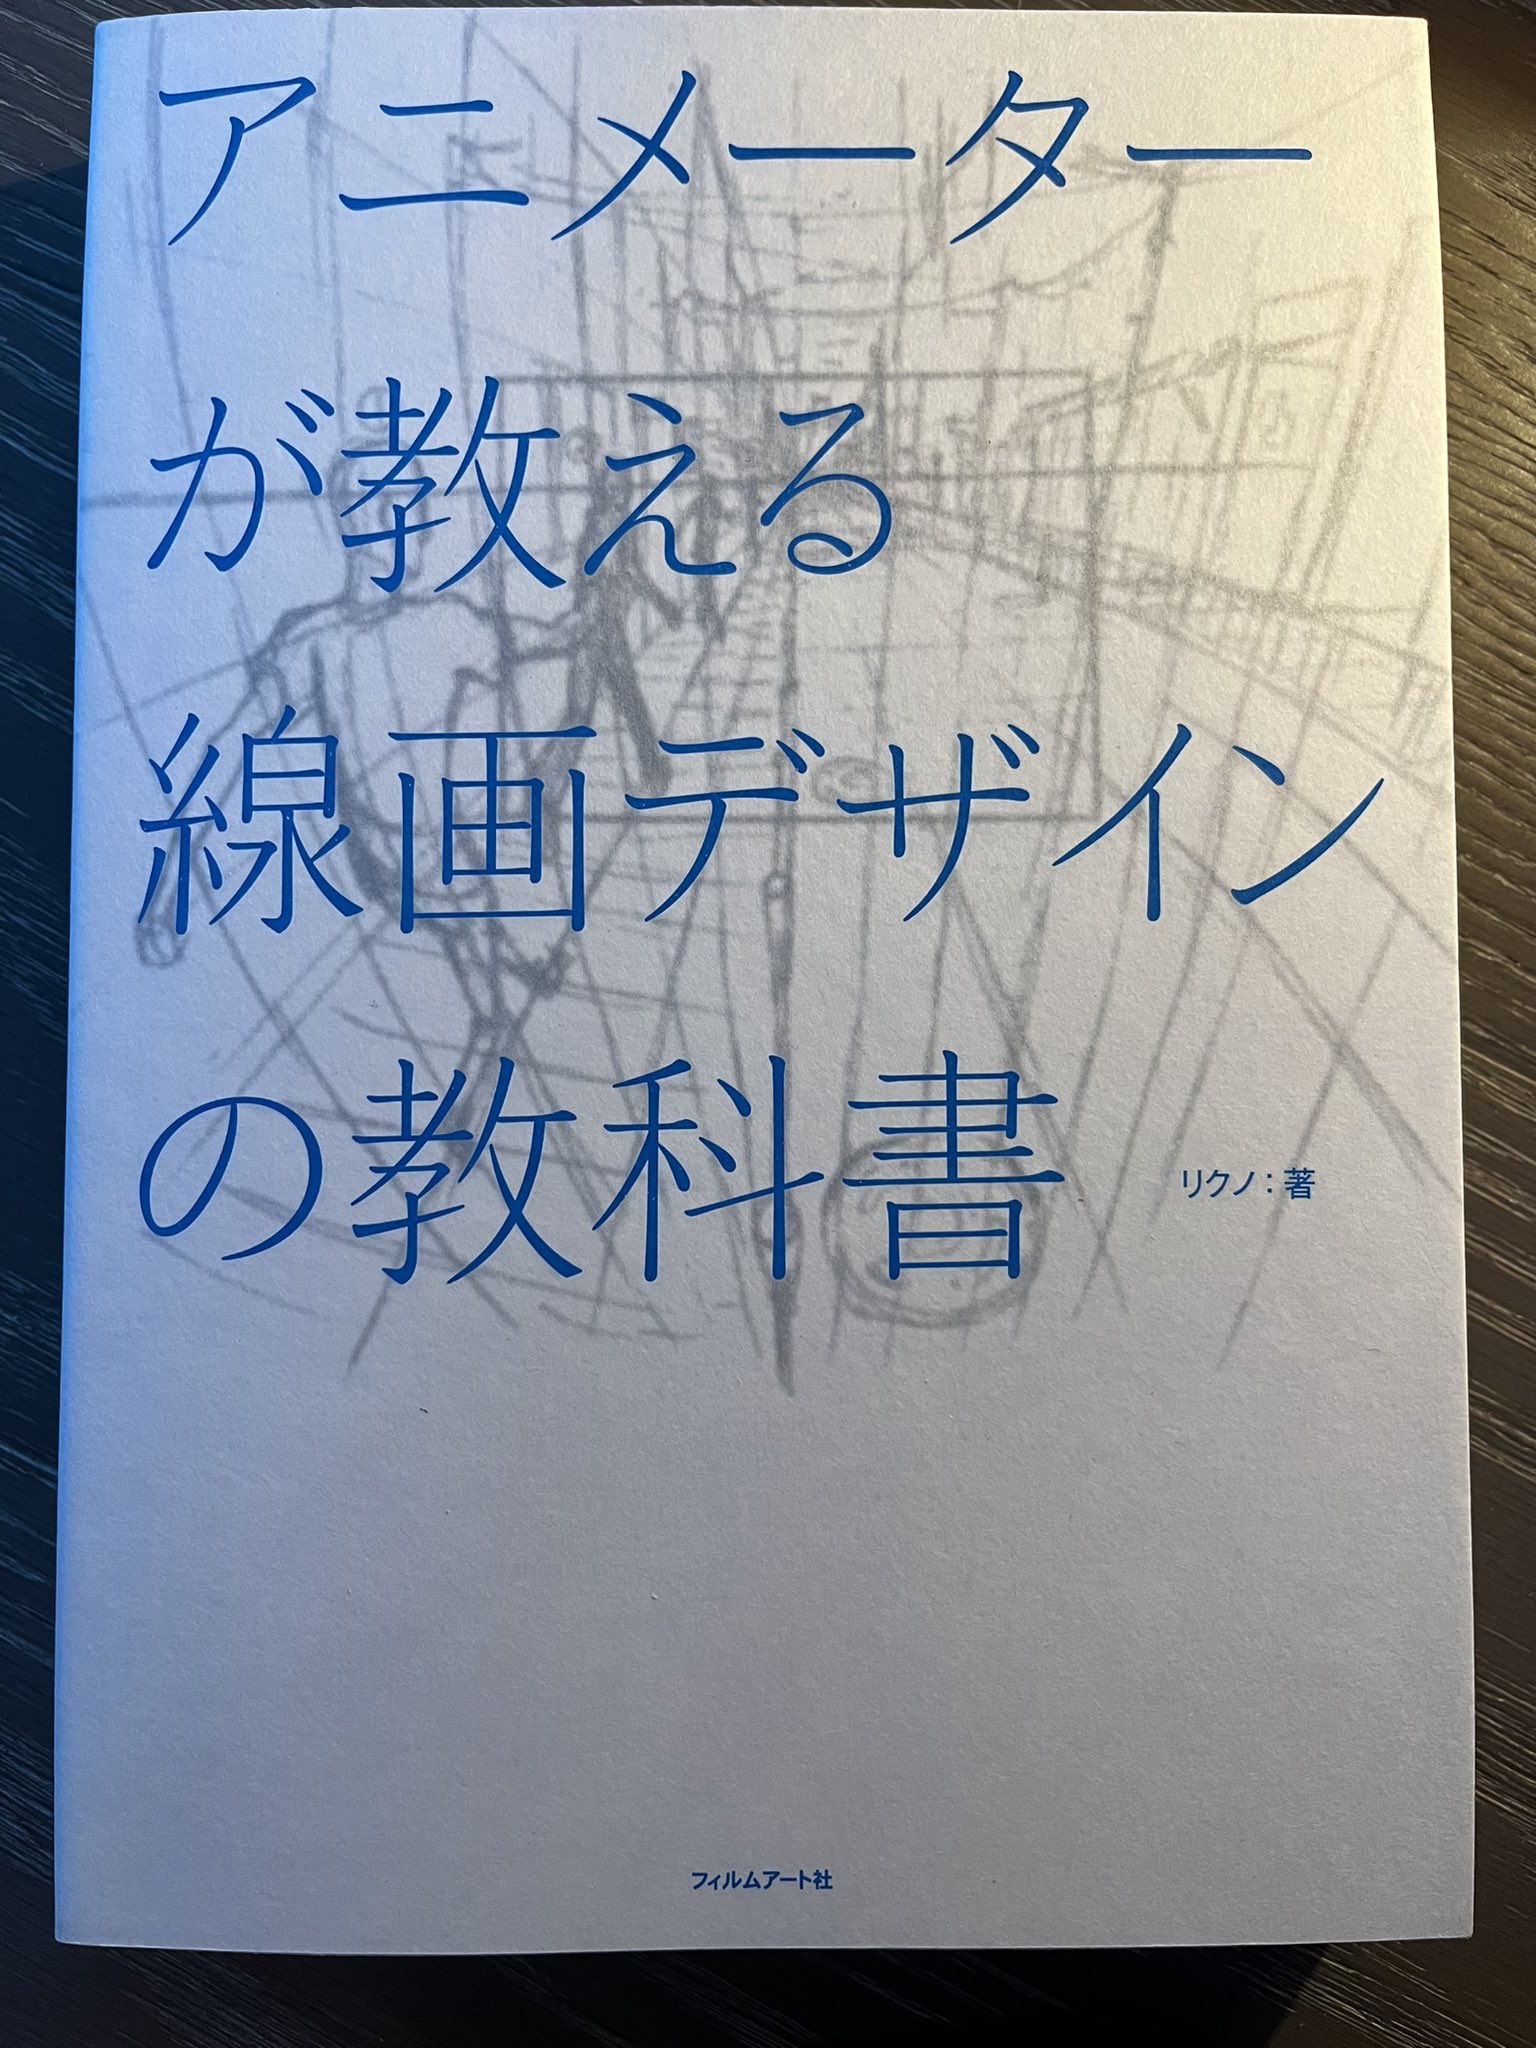 アニメーター
が教える
線画デザイン
の教科書
リクノ：著
フィルムアート社